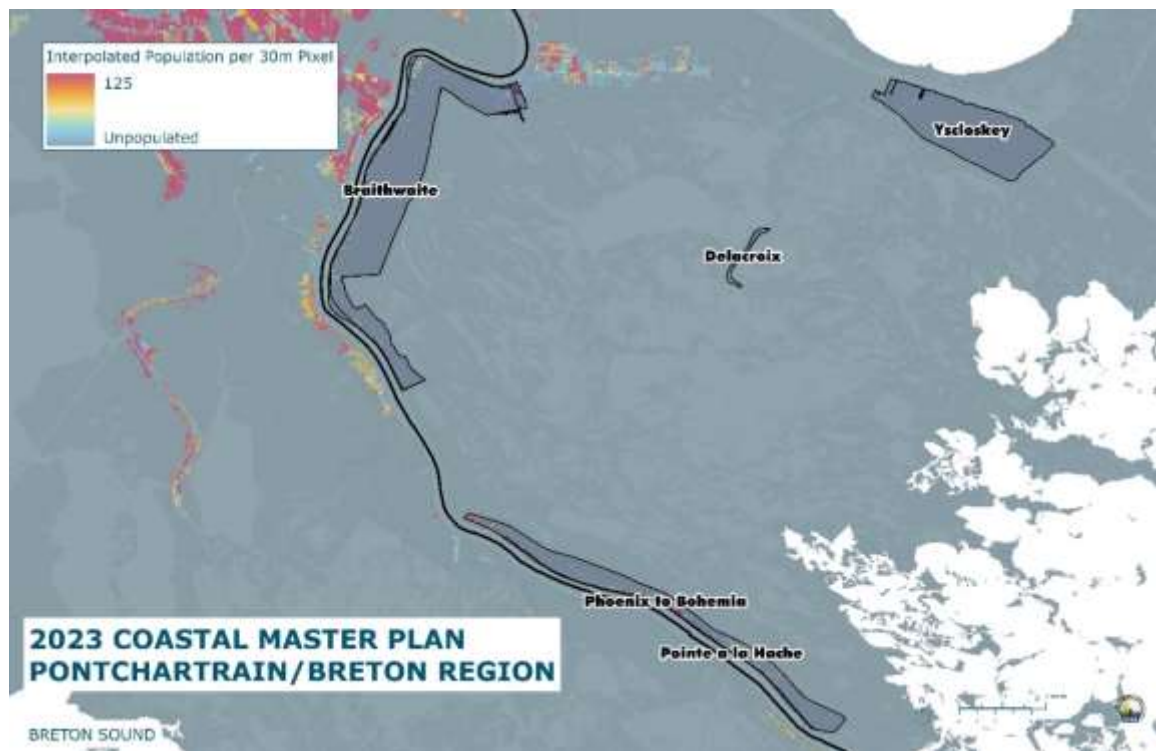 Interpolated Population per 30m Pixel
125
Unpopulated
Yscloskey
Braithwaite
Delacroix
Phoenix to Bohemia
Pointe a la Hache
2023 COASTAL MASTER PLAN
PONTCHARTRAIN/BRETON REGION
BRETON SOUND